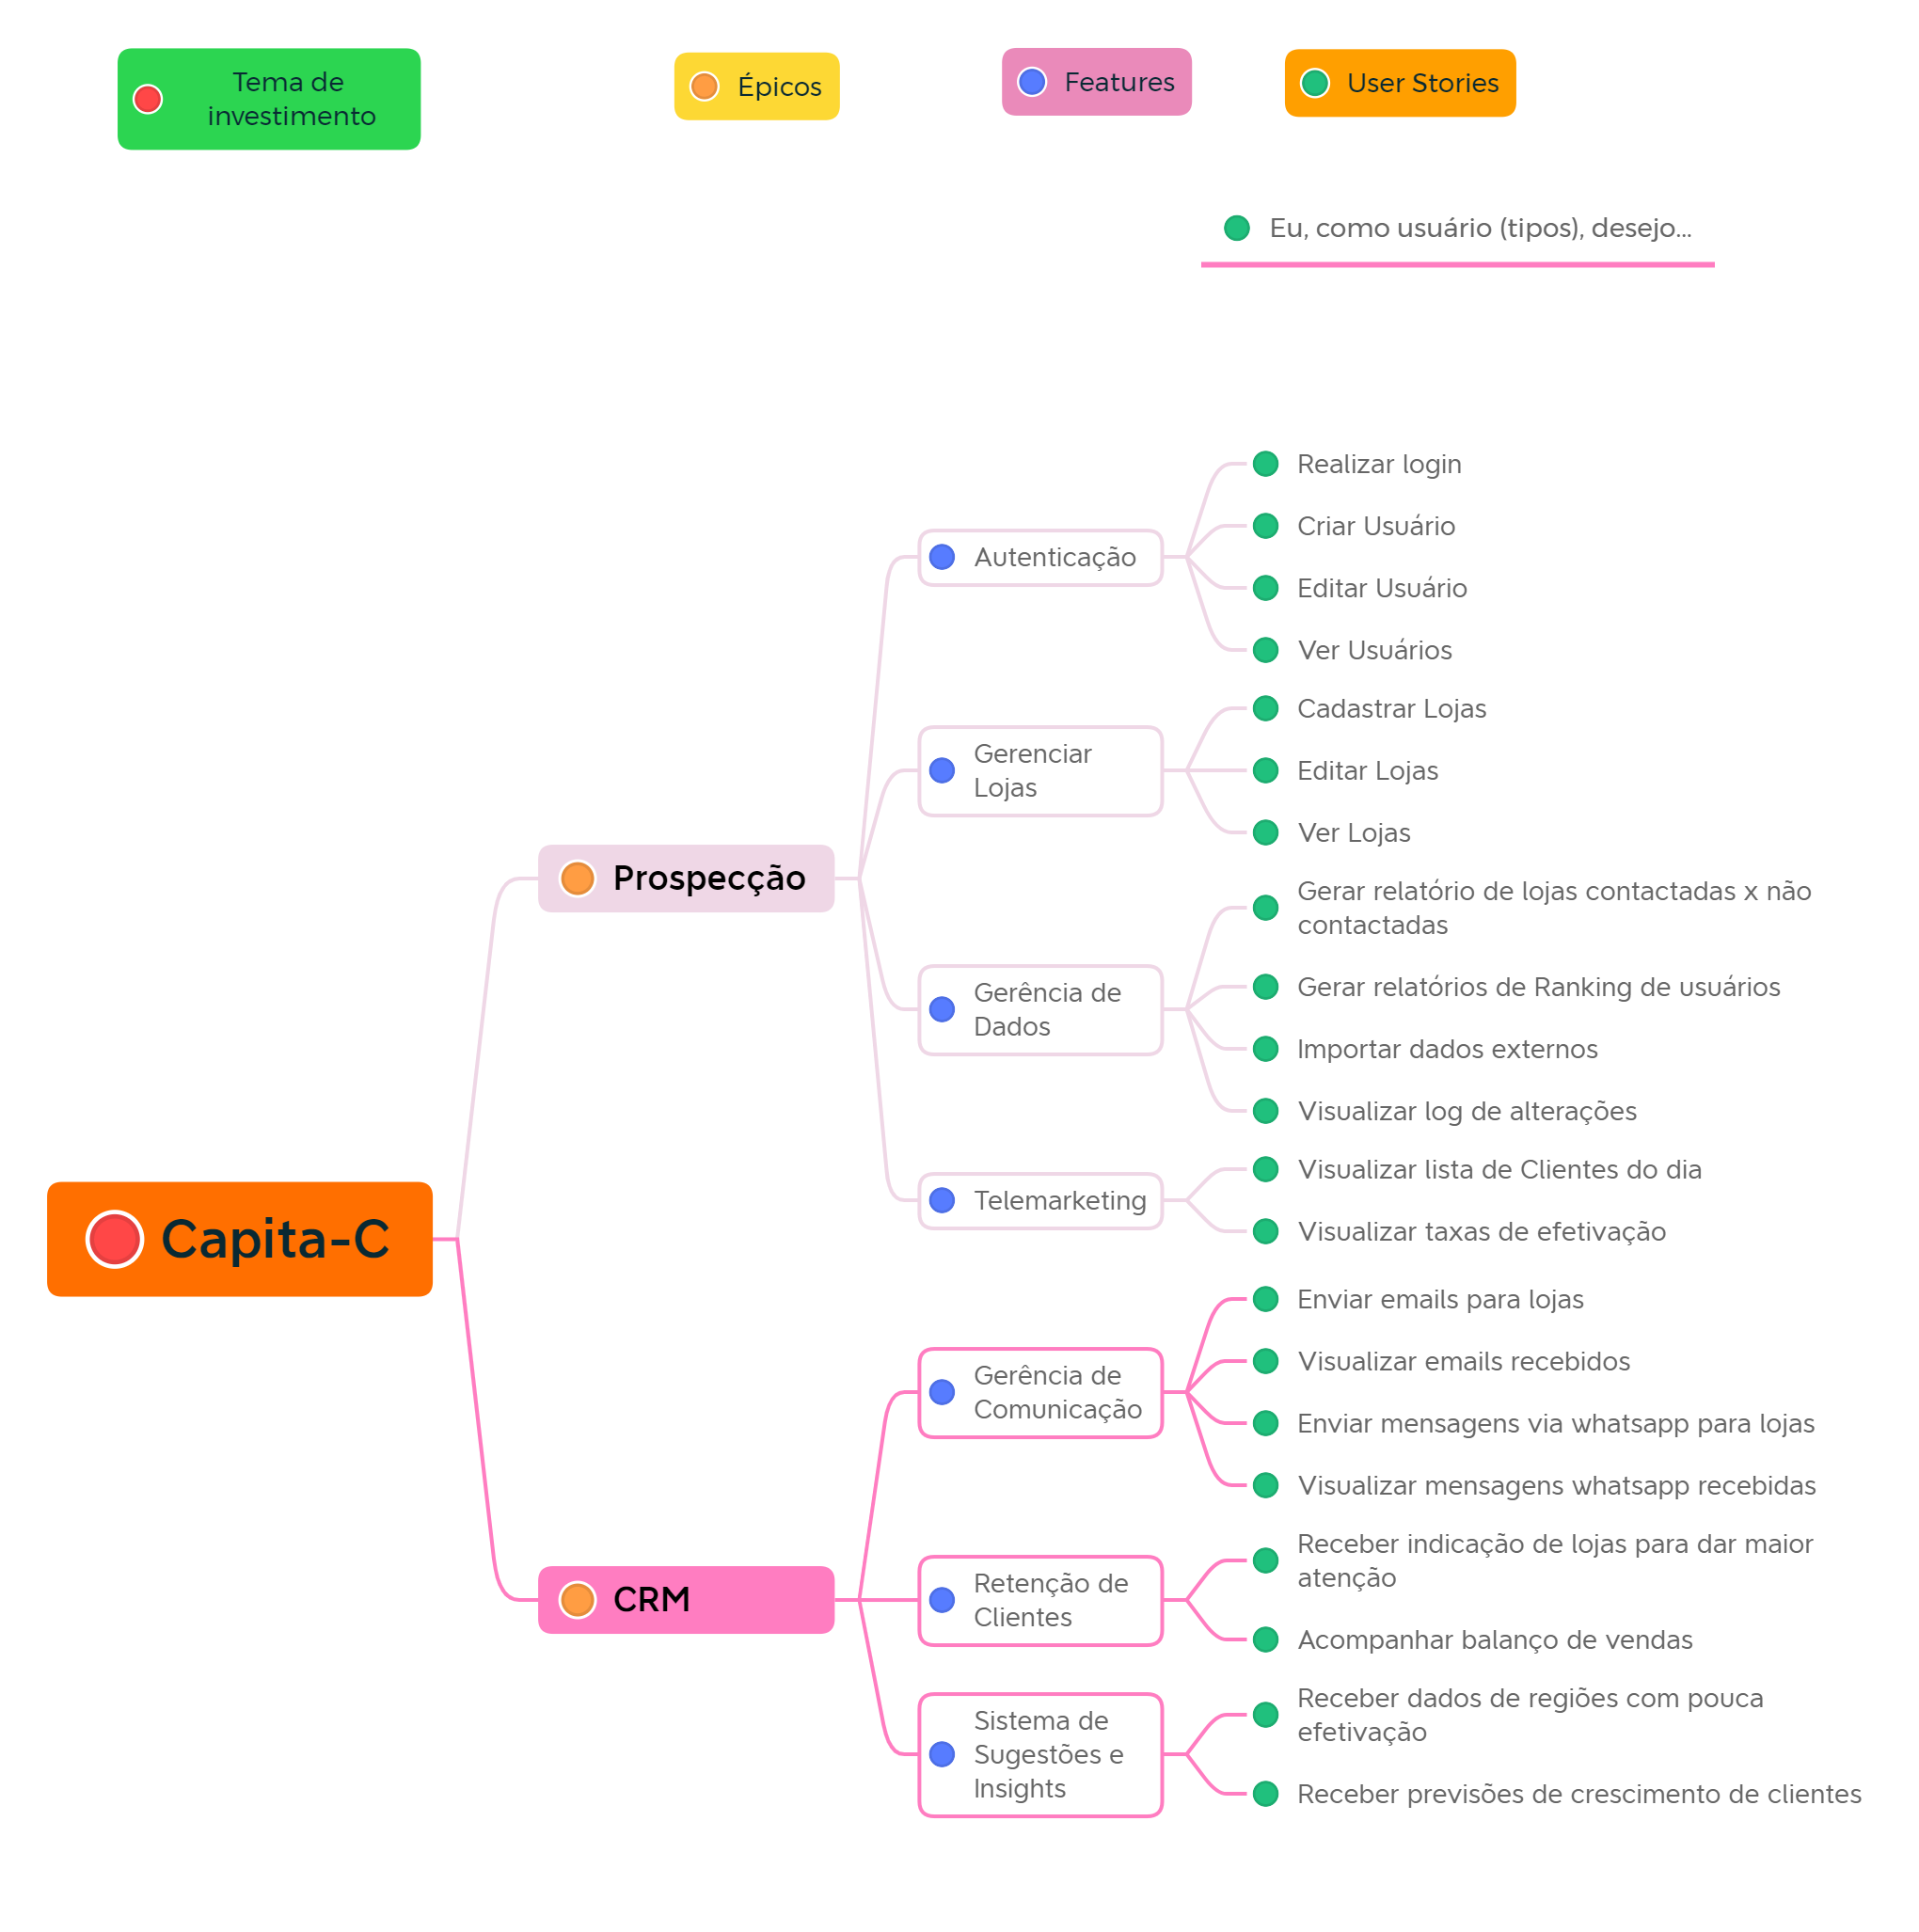 Tema de
investimento
Épicos
Features
User Stories
Eu, como usuário (tipos), desejo...
Capita-C
Prospecção
Autenticação
Realizar login
Criar Usuário
Editar Usuário
Ver Usuários
Gerenciar
Lojas
Cadastrar Lojas
Editar Lojas
Ver Lojas
Gerência de
Dados
Gerar relatório de lojas contactadas x não
contactadas
Gerar relatórios de Ranking de usuários
Importar dados externos
Visualizar log de alterações
Telemarketing
Visualizar lista de Clientes do dia
Visualizar taxas de efetivação
CRM
Gerência de
Comunicação
Enviar emails para lojas
Visualizar emails recebidos
Enviar mensagens via whatsapp para lojas
Visualizar mensagens whatsapp recebidas
Retenção de
Clientes
Receber indicação de lojas para dar maior
atenção
Acompanhar balanço de vendas
Sistema de
Sugestões e
Insights
Receber dados de regiões com pouca
efetivação
Receber previsões de crescimento de clientes